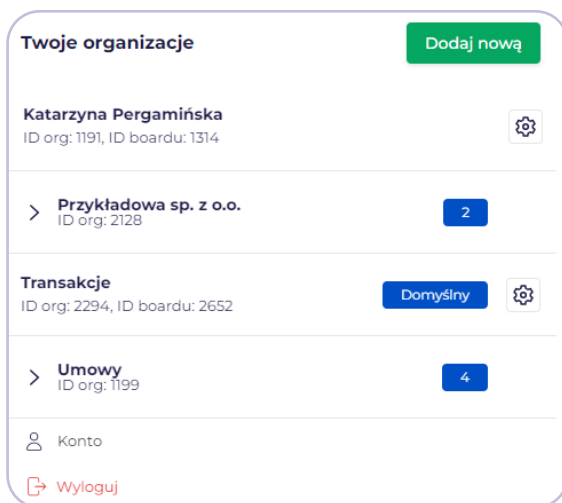 Twoje organizacje
Dodaj nową
Katarzyna Pergamińska
ID org: 1191, ID boardu: 1314
Przykładowa sp. z o.o.
ID org: 2128
2
Transakcje
ID org: 2294, ID boardu: 2652
Domyślny
Umowy
ID org: 1199
4
Konto
Wyloguj